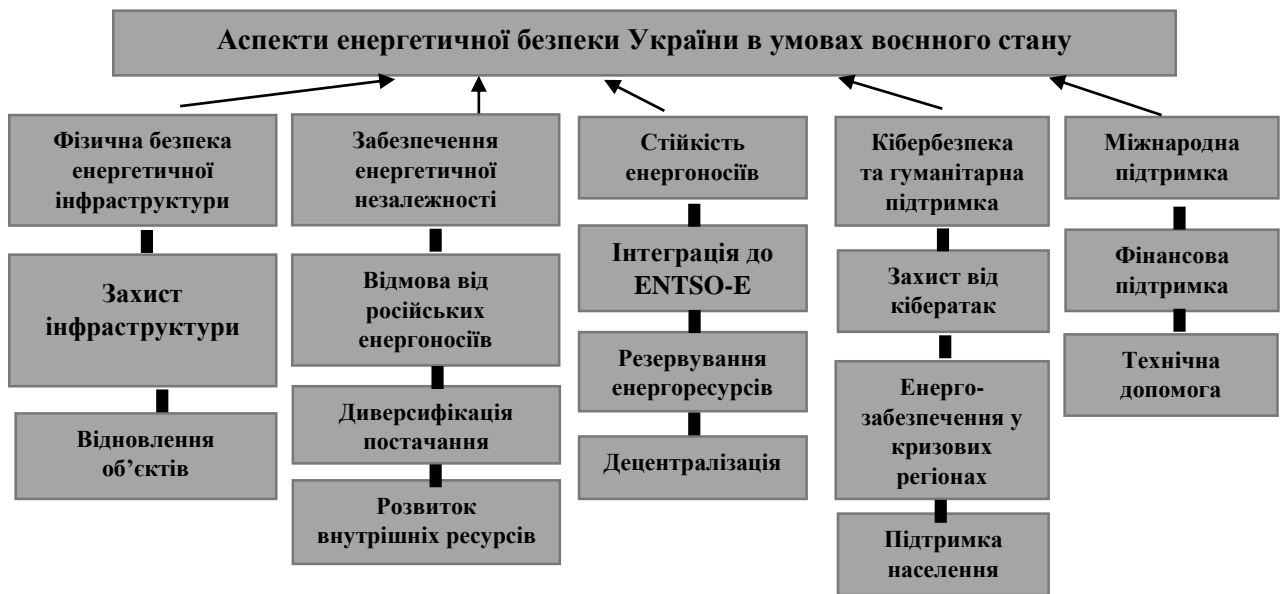 Аспекти енергетичної безпеки України в умовах воєнного стану
Фізична безпека
енергетичної
інфраструктури
Захист
інфраструктури
Відновлення
об’єктів
Забезпечення
енергетичної
незалежності
Відмова від
російських
енергоносіїв
Диверсифікація
постачання
Розвиток
внутрішніх ресурсів
Стійкість
енергоносіїв
Інтеграція до
ENTSO-E
Резервування
енергоресурсів
Децентралізація
Кібербезпека
та гуманітарна
підтримка
Захист від
кібератак
Енерго-
забезпечення у
кризових
регіонах
Підтримка
населення
Міжнародна
підтримка
Фінансова
підтримка
Технічна
допомога